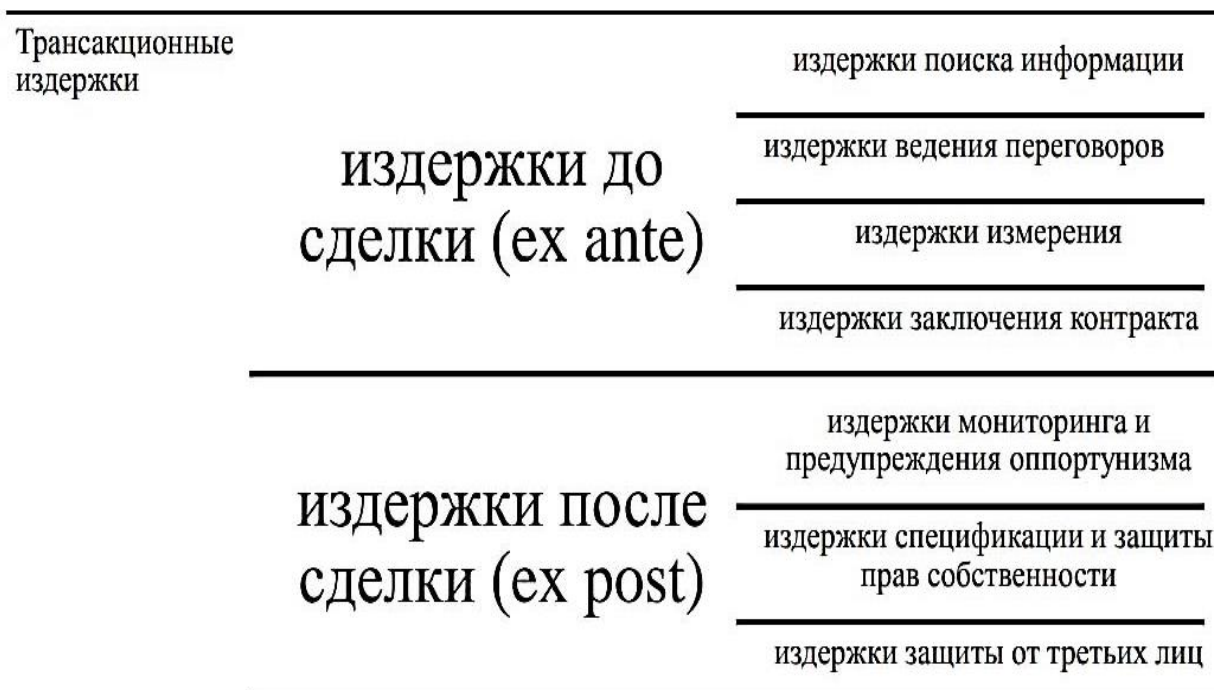 Трансакционные
издержки
издержки до
сделки (ex ante)
издержки поиска информации
издержки ведения переговоров
издержки измерения
издержки заключения контракта
издержки после
сделки (ex post)
издержки мониторинга и
предупреждения оппортунизма
издержки спецификации и защиты
прав собственности
издержки защиты от третьих лиц